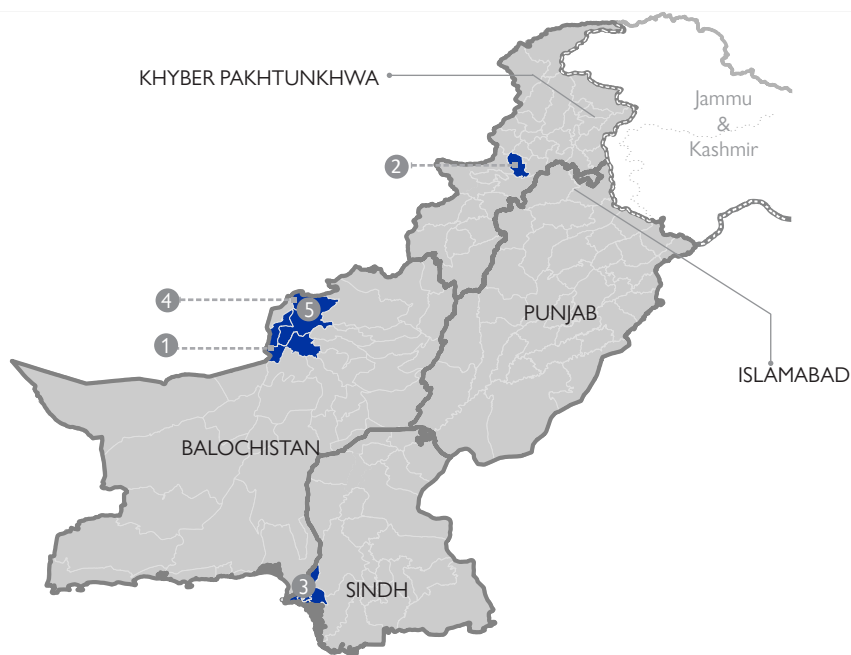 KHYBER PAKHTUNKHWA
Jammu
&
Kashmir
2
4
5
PUNJAB
1
ISLAMABAD
BALOCHISTAN
3
SINDH